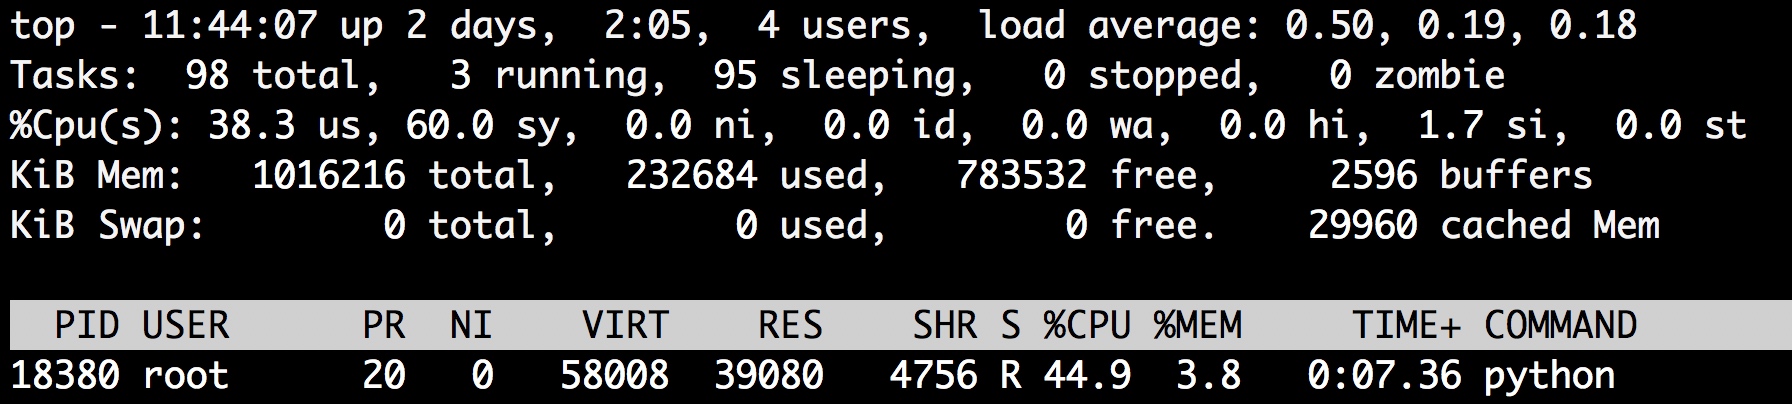 top - 11:44:07 up 2 days,  2:05,  4 users,  load average: 0.50, 0.19, 0.18
Tasks:  98 total,   3 running,  95 sleeping,   0 stopped,   0 zombie
%Cpu(s): 38.3 us, 60.0 sy,  0.0 ni,  0.0 id,  0.0 wa,  0.0 hi,  1.7 si,  0.0 st
KiB Mem:   1016216 total,   232684 used,   783532 free,     2596 buffers
KiB Swap:        0 total,        0 used,        0 free.    29960 cached Mem
  PID USER      PR  NI    VIRT    RES    SHR S %CPU %MEM     TIME+ COMMAND
18380 root      20   0   58008  39080   4756 R 44.9  3.8   0:07.36 python